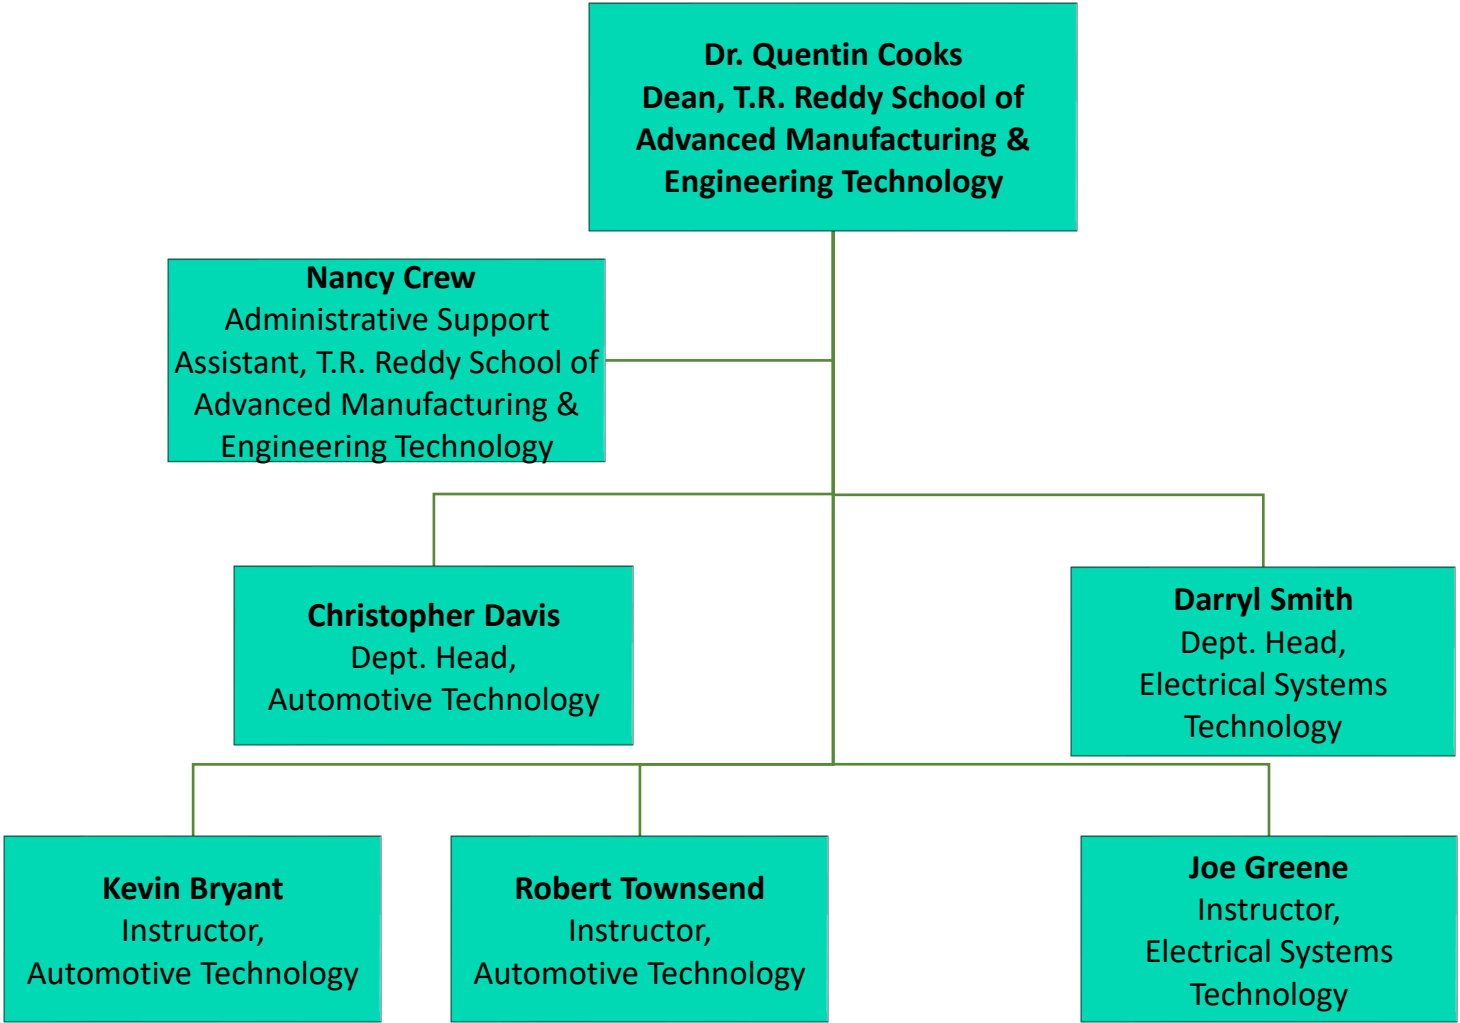 Dr. Quentin Cooks
Dean, T.R. Reddy School of
Advanced Manufacturing &
Engineering Technology
Nancy Crew
Administrative Support
Assistant, T.R. Reddy School of
Advanced Manufacturing &
Engineering Technology
Christopher Davis
Dept. Head,
Automotive Technology
Darryl Smith
Dept. Head,
Electrical Systems
Technology
Kevin Bryant
Instructor,
Automotive Technology
Robert Townsend
Instructor,
Automotive Technology
Joe Greene
Instructor,
Electrical Systems
Technology